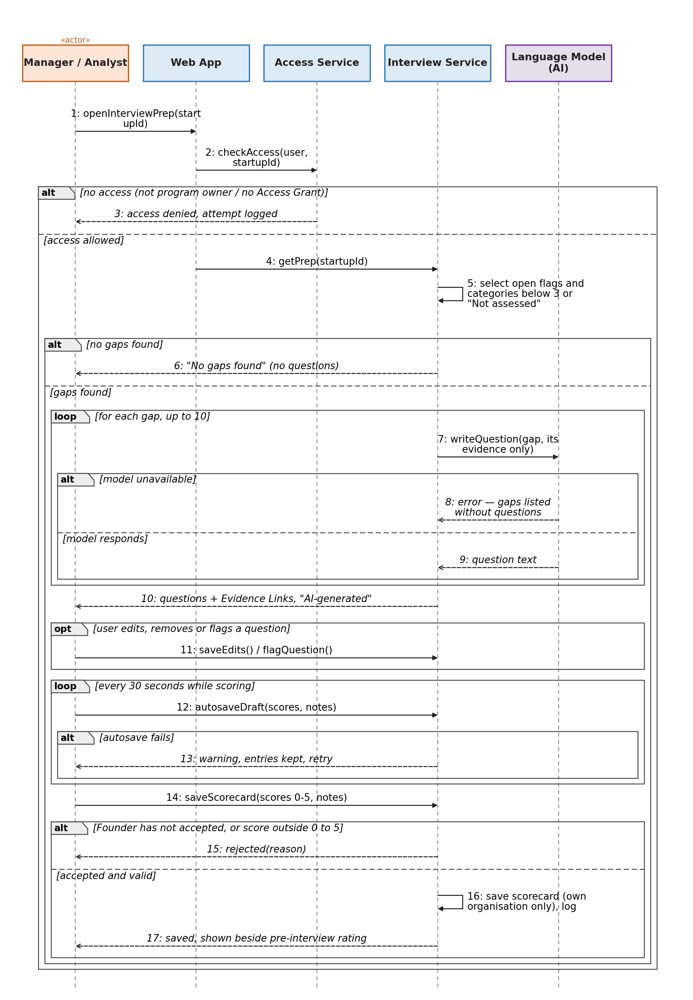 «actor»
Manager / Analyst
Web App
Access Service
Interview Service
Language Model
(AI)
1: openInterviewPrep(start
upId)
2: checkAccess(user,
startupId)
alt
[no access (not program owner / no Access Grant)]
3: access denied, attempt logged
[access allowed]
4: getPrep(startupId)
5: select open flags and
categories below 3 or
"Not assessed"
alt
[no gaps found]
6: "No gaps found" (no questions)
[gaps found]
loop
[for each gap, up to 10]
7: writeQuestion(gap, its
evidence only)
alt
[model unavailable]
8: error — gaps listed
without questions
[model responds]
9: question text
10: questions + Evidence Links, "AI-generated"
opt
[user edits, removes or flags a question]
11: saveEdits() / flagQuestion()
loop
[every 30 seconds while scoring]
12: autosaveDraft(scores, notes)
alt
[autosave fails]
13: warning, entries kept, retry
14: saveScorecard(scores 0-5, notes)
alt
[Founder has not accepted, or score outside 0 to 5]
15: rejected(reason)
[accepted and valid]
16: save scorecard (own
organisation only), log
17: saved, shown beside pre-interview rating